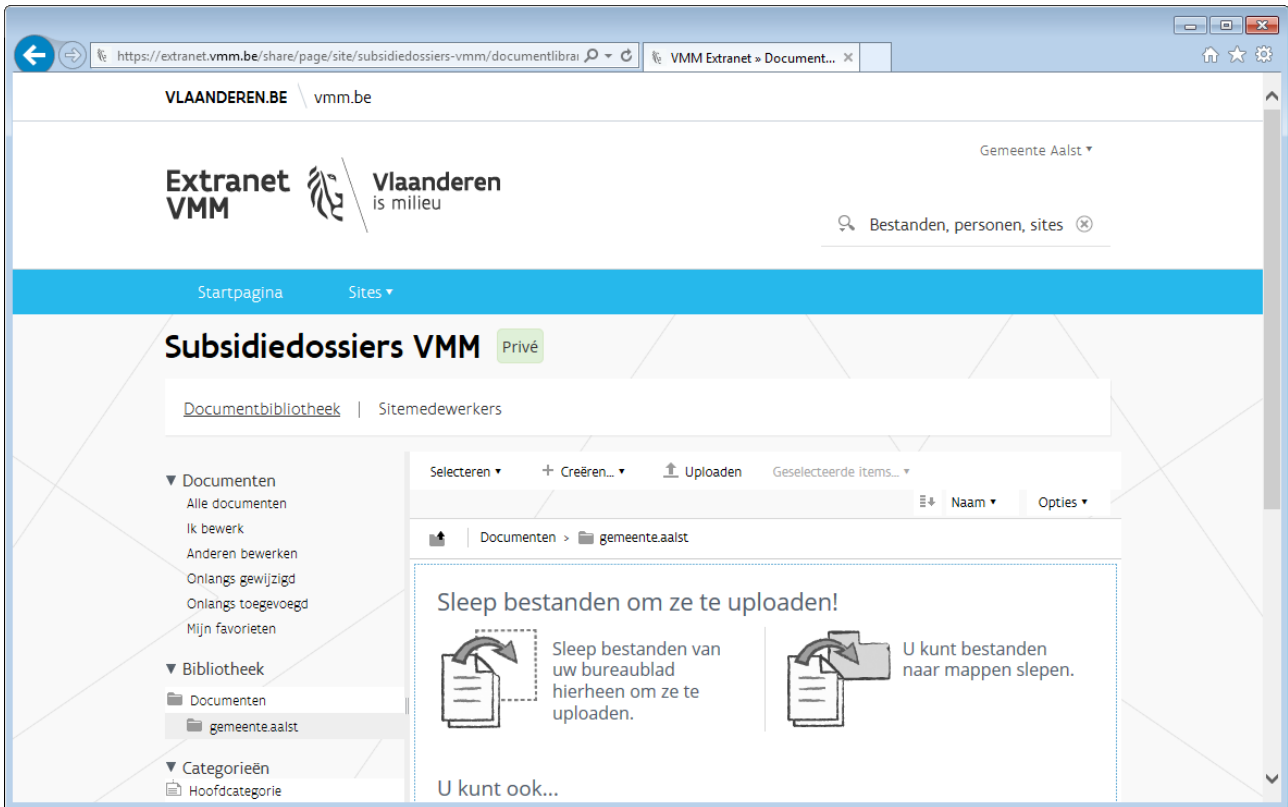 https://extranet.vmm.be/share/page/site/subsidiedossiers-vmm/documentlibrar
VMM Extranet » Document...
VLAANDEREN.BE vmm.be
Gemeente Aalst
Extranet VMM
Vlaanderen
is milieu
Bestanden, personen, sites
Startpagina Sites
Subsidiedossiers VMM Privé
Documentbibliotheek | Sitemedewerkers
Selecteren + Creëren... Uploaden Geselecteerde items...
Naam Opties
Documenten > gemeente.aalst
Documenten
Alle documenten
Ik bewerk
Anderen bewerken
Onlangs gewijzigd
Onlangs toegevoegd
Mijn favorieten
Bibliotheek
Documenten
gemeente.aalst
Categorieën
Hoofdcategorie
Sleep bestanden om ze te uploaden!
Sleep bestanden van
uw bureaublad
hierheen om ze te
uploaden.
U kunt bestanden
naar mappen slepen.
U kunt ook...